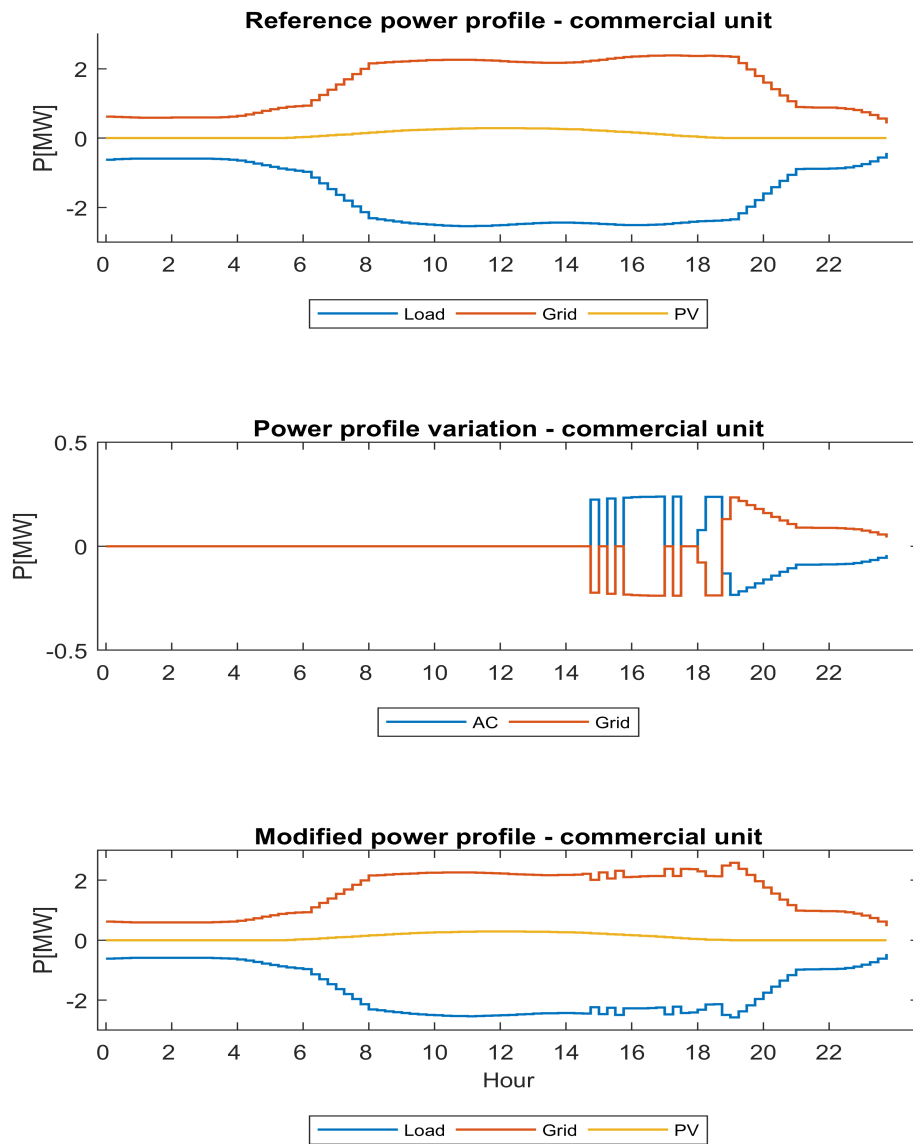 Reference power profile - commercial unit
P[MW]
2
0
-2
0 2 4 6 8 10 12 14 16 18 20 22
Load Grid PV
Power profile variation - commercial unit
P[MW]
0.5
0
-0.5
0 2 4 6 8 10 12 14 16 18 20 22
AC Grid
Modified power profile - commercial unit
P[MW]
2
0
-2
0 2 4 6 8 10 12 14 16 18 20 22
Hour
Load Grid PV